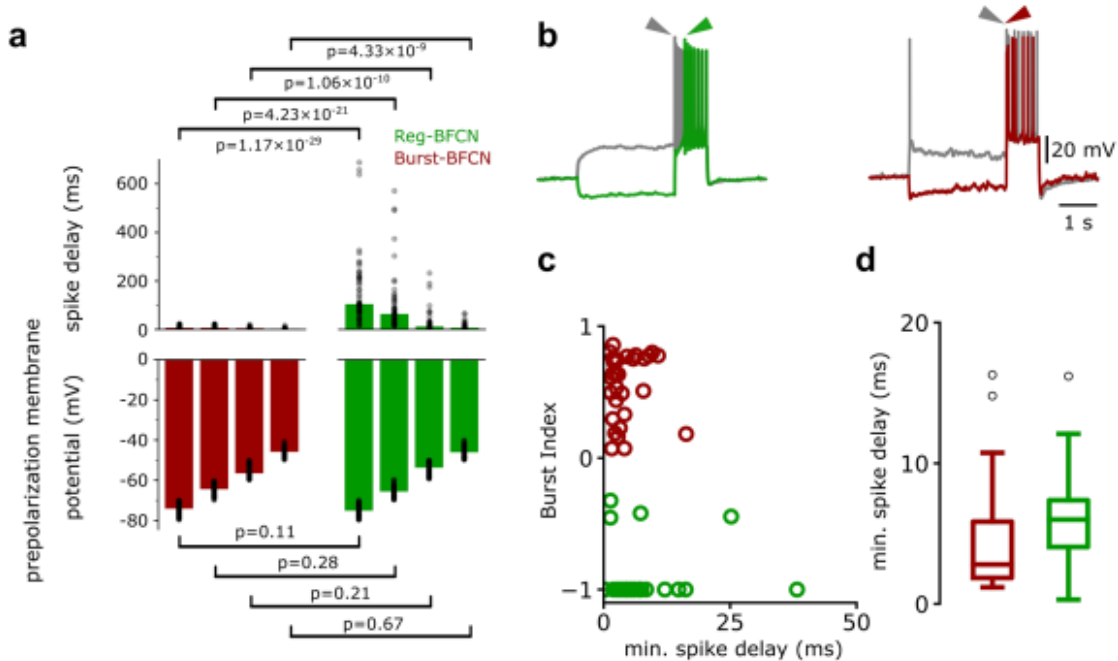 a
p=4.33×10-9
p=1.06×10-10
p=4.23×10-21
p=1.17×10-29
Reg-BFCN
Burst-BFCN
spike delay (ms)
600
400
200
0
prepolarization membrane
potential (mV)
0
-20
-40
-60
-80
p=0.11
p=0.28
p=0.21
p=0.67
b
20 mV
1 s
c
Burst Index
1
0
−1
0
25
50
min. spike delay (ms)
d
min. spike delay (ms)
20
10
0